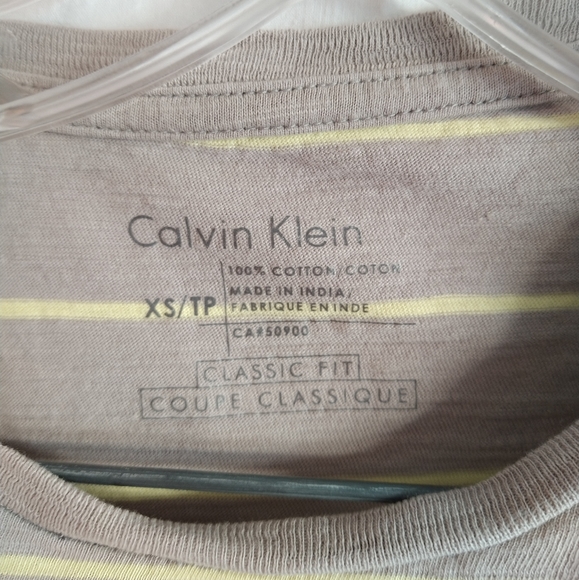 Calvin Klein
100% COTTON/COTON
MADE IN INDIA/
XS/TP FABRIQUE EN INDE
CA#50900
CLASSIC FIT
COUPE CLASSIQUE